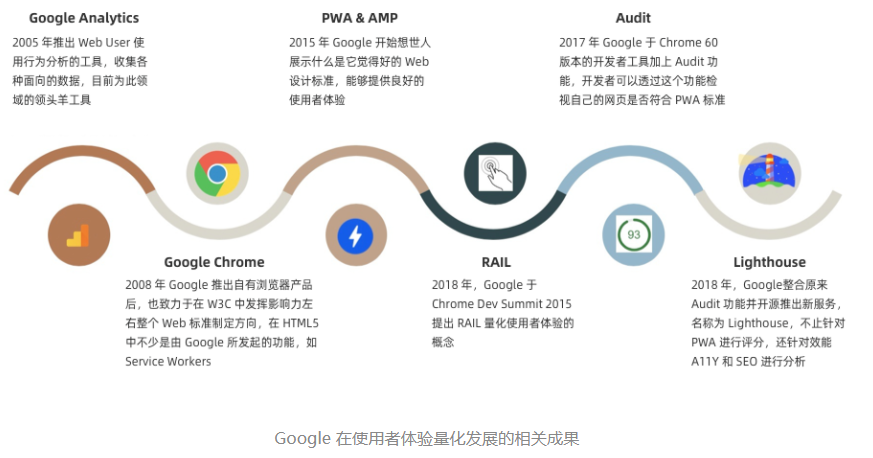 Google Analytics
2005 年推出 Web User 使
用行为分析的工具，收集各
种面向的数据，目前为此领
域的领头羊工具
PWA & AMP
2015 年 Google 开始想世人
展示什么是它觉得好的 Web
设计标准，能够提供良好的
使用者体验
Audit
2017 年 Google 于 Chrome 60
版本的开发者工具加上 Audit 功
能，开发者可以透过这个功能检
视自己的网页是否符合 PWA 标准
93
Google Chrome
2008 年 Google 推出自有浏览器产品
后，也致力于在 W3C 中发挥影响力左
右整个 Web 标准制定方向，在 HTML5
中不少是由 Google 所发起的功能，如
Service Workers
RAIL
2018 年，Google 于
Chrome Dev Summit 2015
提出 RAIL 量化使用者体验的
概念
Lighthouse
2018 年，Google整合原来
Audit 功能并开源推出新服务，
名称为 Lighthouse，不止针对
PWA 进行评分，还针对效能
A11Y 和 SEO 进行分析
Google 在使用者体验量化发展的相关成果